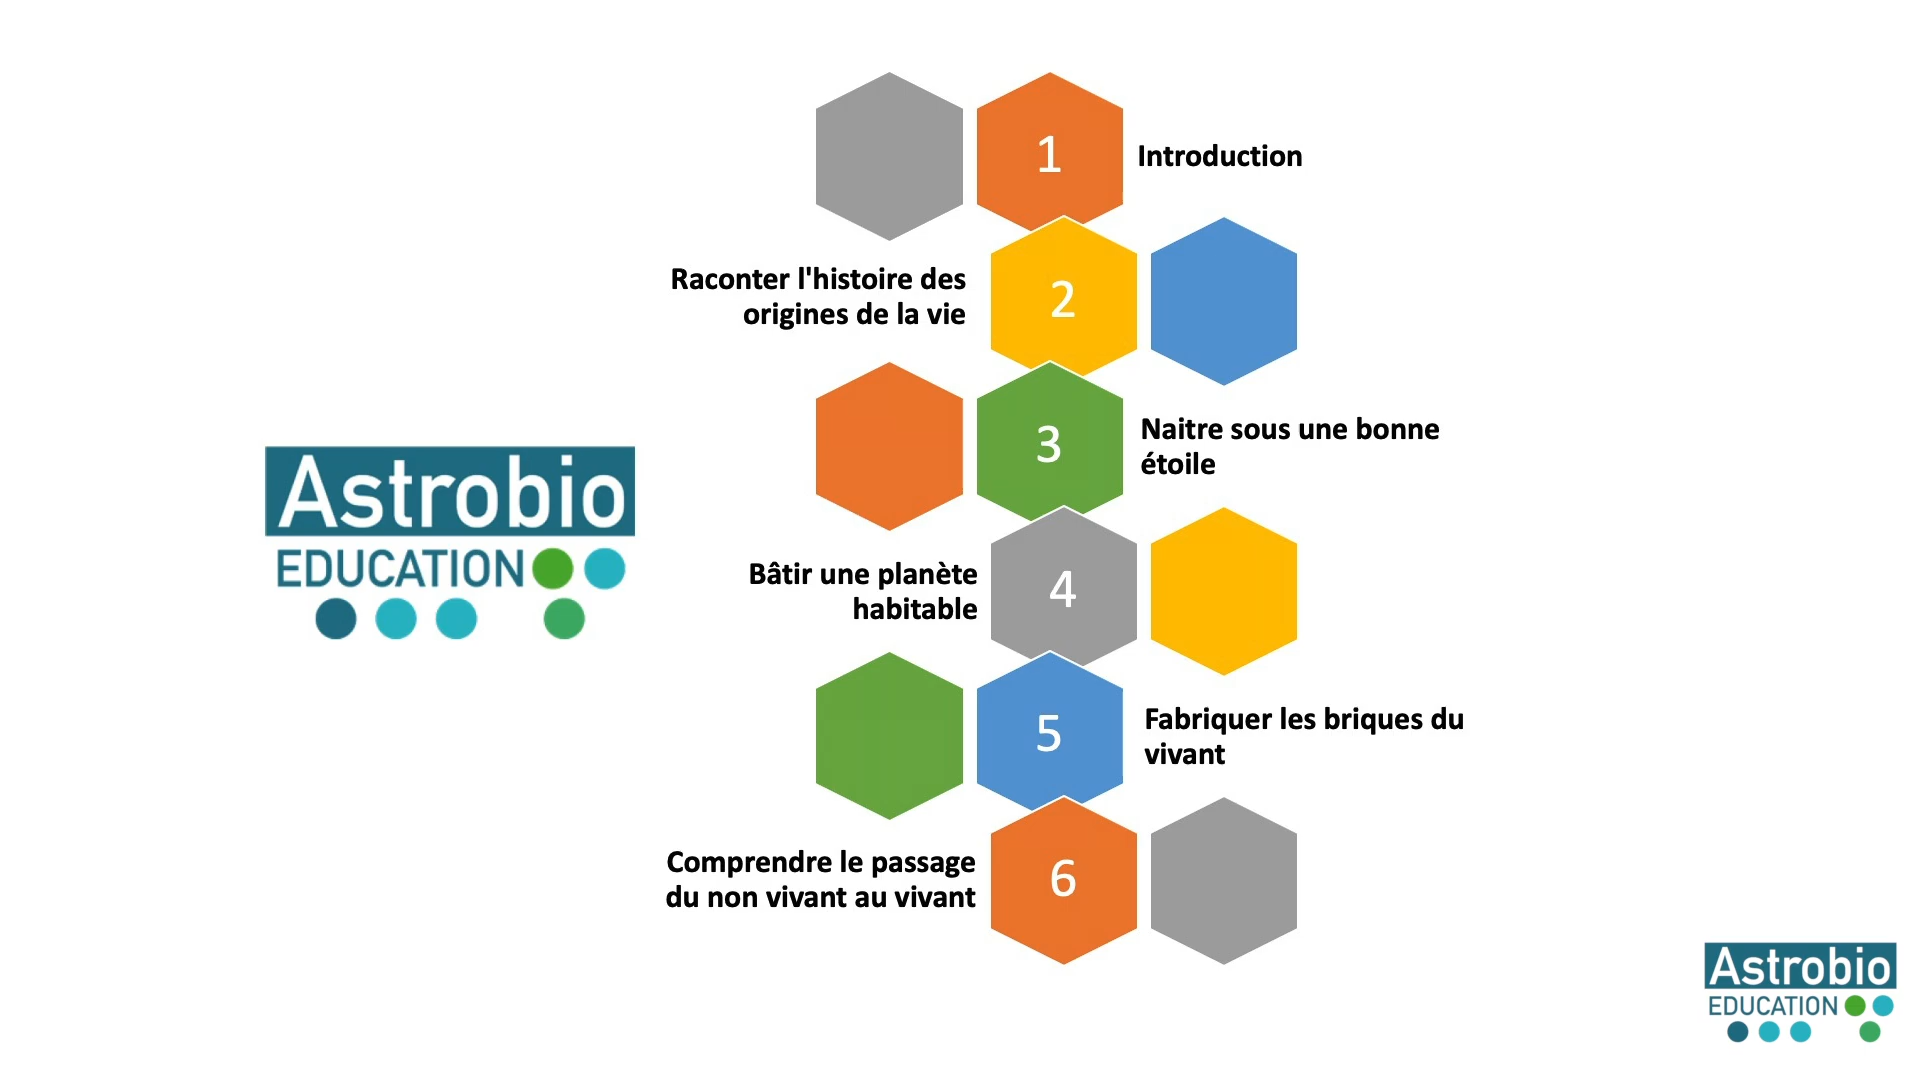 1
Introduction
Raconter l'histoire des
origines de la vie
2
3
Naitre sous une bonne
étoile
Astrobio
EDUCATION
Bâtir une planète
habitable
4
5
Fabriquer les briques du
vivant
Comprendre le passage
du non vivant au vivant
6
Astrobio
EDUCATION